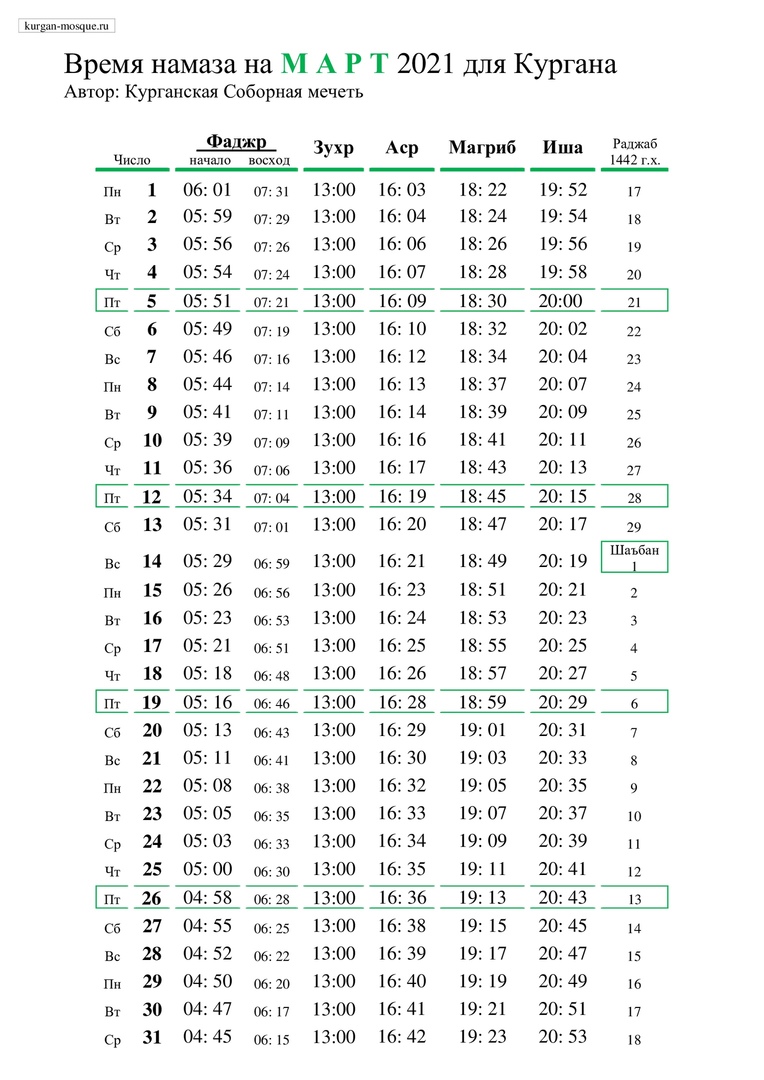 kurgan-mosque.ru
Время намаза на М А Р Т 2021 для Кургана
Автор: Курганская Соборная мечеть
Число Фаджр начало восход Зухр Аср Магриб Иша Раджаб 1442 г.х.
Пн 1 06: 01 07: 31 13:00 16: 03 18: 22 19: 52 17
Вт 2 05: 59 07: 29 13:00 16: 04 18: 24 19: 54 18
Ср 3 05: 56 07: 26 13:00 16: 06 18: 26 19: 56 19
Чт 4 05: 54 07: 24 13:00 16: 07 18: 28 19: 58 20
Пт 5 05: 51 07: 21 13:00 16: 09 18: 30 20:00 21
Сб 6 05: 49 07: 19 13:00 16: 10 18: 32 20: 02 22
Вс 7 05: 46 07: 16 13:00 16: 12 18: 34 20: 04 23
Пн 8 05: 44 07: 14 13:00 16: 13 18: 37 20: 07 24
Вт 9 05: 41 07: 11 13:00 16: 14 18: 39 20: 09 25
Ср 10 05: 39 07: 09 13:00 16: 16 18: 41 20: 11 26
Чт 11 05: 36 07: 06 13:00 16: 17 18: 43 20: 13 27
Пт 12 05: 34 07: 04 13:00 16: 19 18: 45 20: 15 28
Сб 13 05: 31 07: 01 13:00 16: 20 18: 47 20: 17 29
Вс 14 05: 29 06: 59 13:00 16: 21 18: 49 20: 19 Шаъбан 1
Пн 15 05: 26 06: 56 13:00 16: 23 18: 51 20: 21 2
Вт 16 05: 23 06: 53 13:00 16: 24 18: 53 20: 23 3
Ср 17 05: 21 06: 51 13:00 16: 25 18: 55 20: 25 4
Чт 18 05: 18 06: 48 13:00 16: 26 18: 57 20: 27 5
Пт 19 05: 16 06: 46 13:00 16: 28 18: 59 20: 29 6
Сб 20 05: 13 06: 43 13:00 16: 29 19: 01 20: 31 7
Вс 21 05: 11 06: 41 13:00 16: 30 19: 03 20: 33 8
Пн 22 05: 08 06: 38 13:00 16: 32 19: 05 20: 35 9
Вт 23 05: 05 06: 35 13:00 16: 33 19: 07 20: 37 10
Ср 24 05: 03 06: 33 13:00 16: 34 19: 09 20: 39 11
Чт 25 05: 00 06: 30 13:00 16: 35 19: 11 20: 41 12
Пт 26 04: 58 06: 28 13:00 16: 36 19: 13 20: 43 13
Сб 27 04: 55 06: 25 13:00 16: 38 19: 15 20: 45 14
Вс 28 04: 52 06: 22 13:00 16: 39 19: 17 20: 47 15
Пн 29 04: 50 06: 20 13:00 16: 40 19: 19 20: 49 16
Вт 30 04: 47 06: 17 13:00 16: 41 19: 21 20: 51 17
Ср 31 04: 45 06: 15 13:00 16: 42 19: 23 20: 53 18